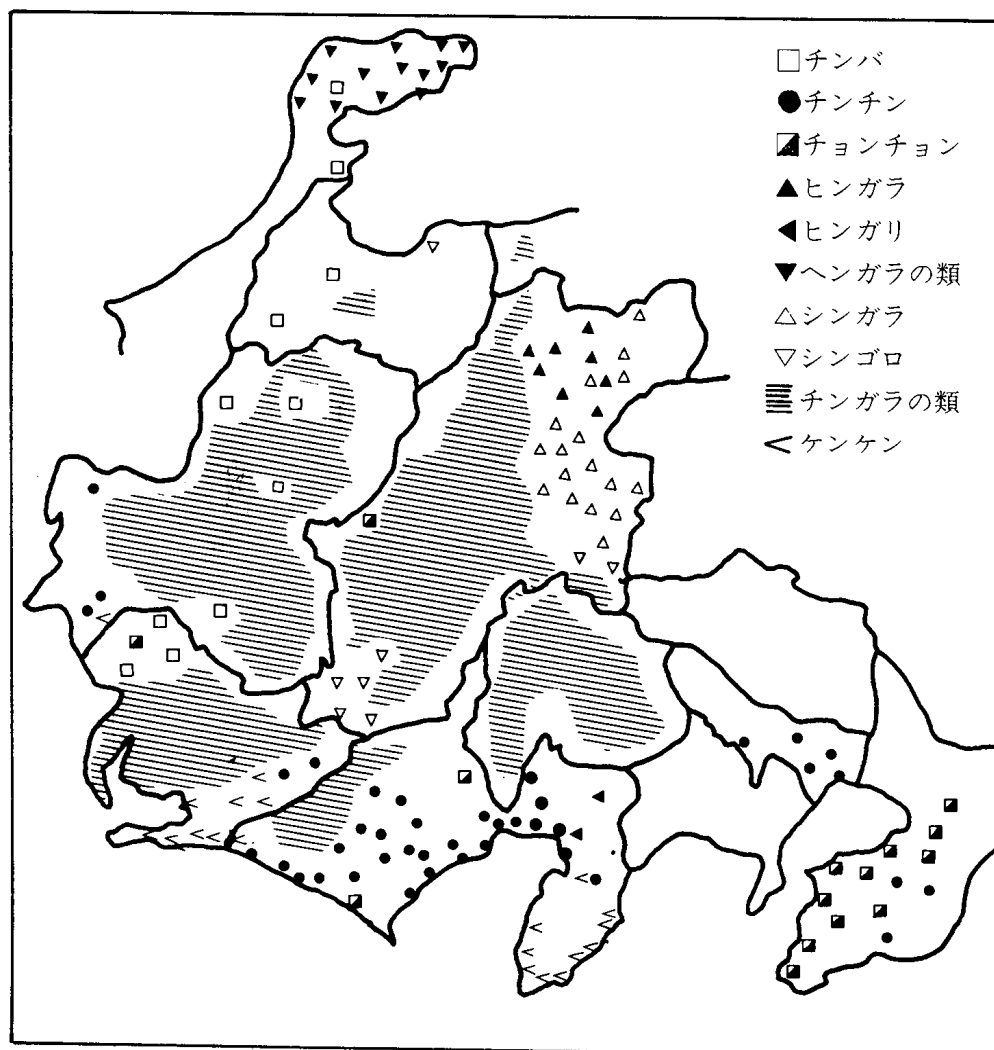 □チンバ
●チンチン
◪チョンチョン
▲ヒンガラ
◀ヒンガリ
▼ヘンガラの類
△シンガラ
▽シンゴロ
▤チンガラの類
<ケンケン